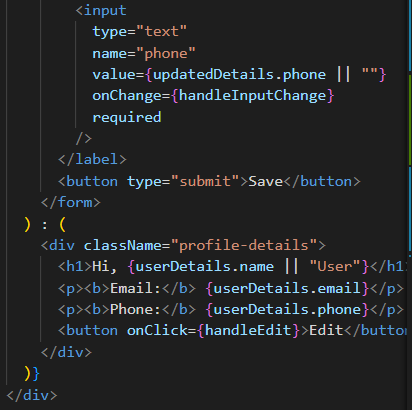 <input
type="text"
name="phone"
value={updatedDetails.phone || ""}
onChange={handleInputChange}
required
/>
</label>
<button type="submit">Save</button>
</form>
) : (
<div className="profile-details">
<h1>Hi, {userDetails.name || "User"}</h1
<p><b>Email:</b> {userDetails.email}</p>
<p><b>Phone:</b> {userDetails.phone}</p>
<button onClick={handleEdit}>Edit</button
</div>
)}
</div>